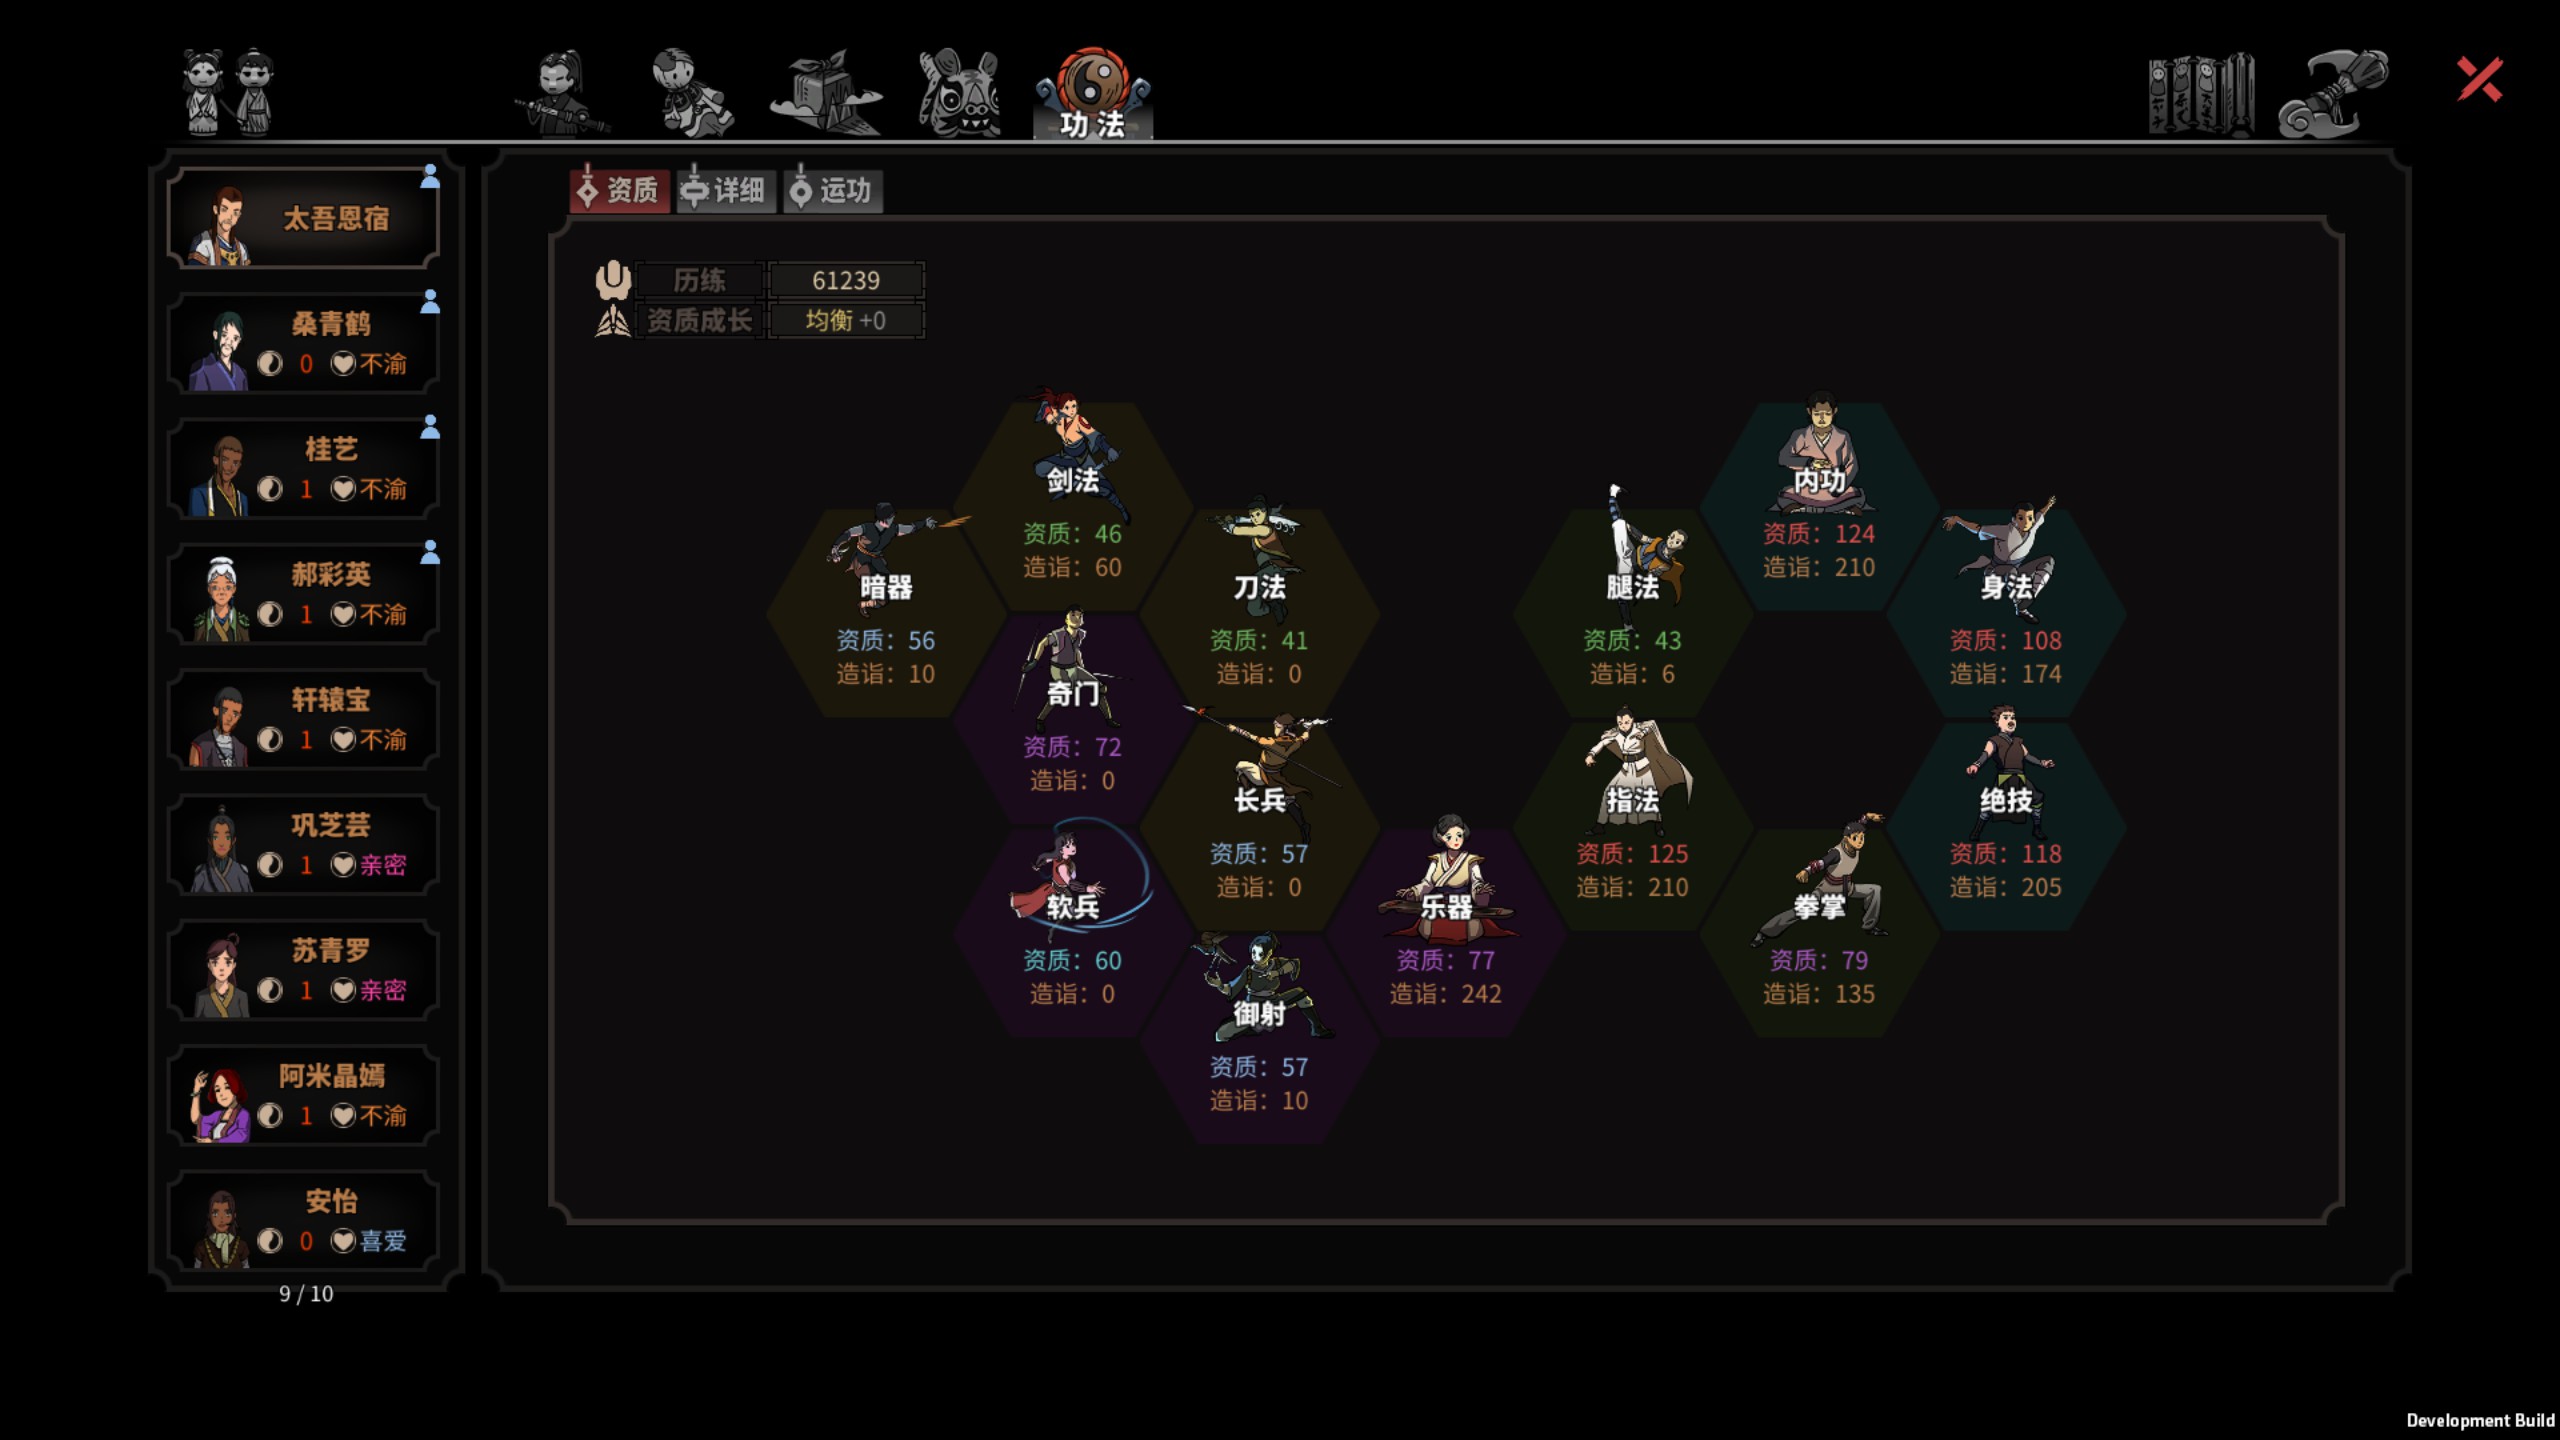 功法
资质
详细
运功
历练 61239
资质成长 均衡 +0
太吾恩宿
桑青鹤
0 不渝
桂艺
1 不渝
郝彩英
1 不渝
轩辕宝
1 不渝
巩芝芸
1 亲密
苏青罗
1 亲密
阿米晶嫣
1 不渝
安怡
0 喜爱
9 / 10
剑法
资质：46
造诣：60
暗器
资质：56
造诣：10
刀法
资质：41
造诣：0
奇门
资质：72
造诣：0
长兵
资质：57
造诣：0
软兵
资质：60
造诣：0
御射
资质：57
造诣：10
乐器
资质：77
造诣：242
腿法
资质：43
造诣：6
内功
资质：124
造诣：210
身法
资质：108
造诣：174
指法
资质：125
造诣：210
绝技
资质：118
造诣：205
拳掌
资质：79
造诣：135
Development Build